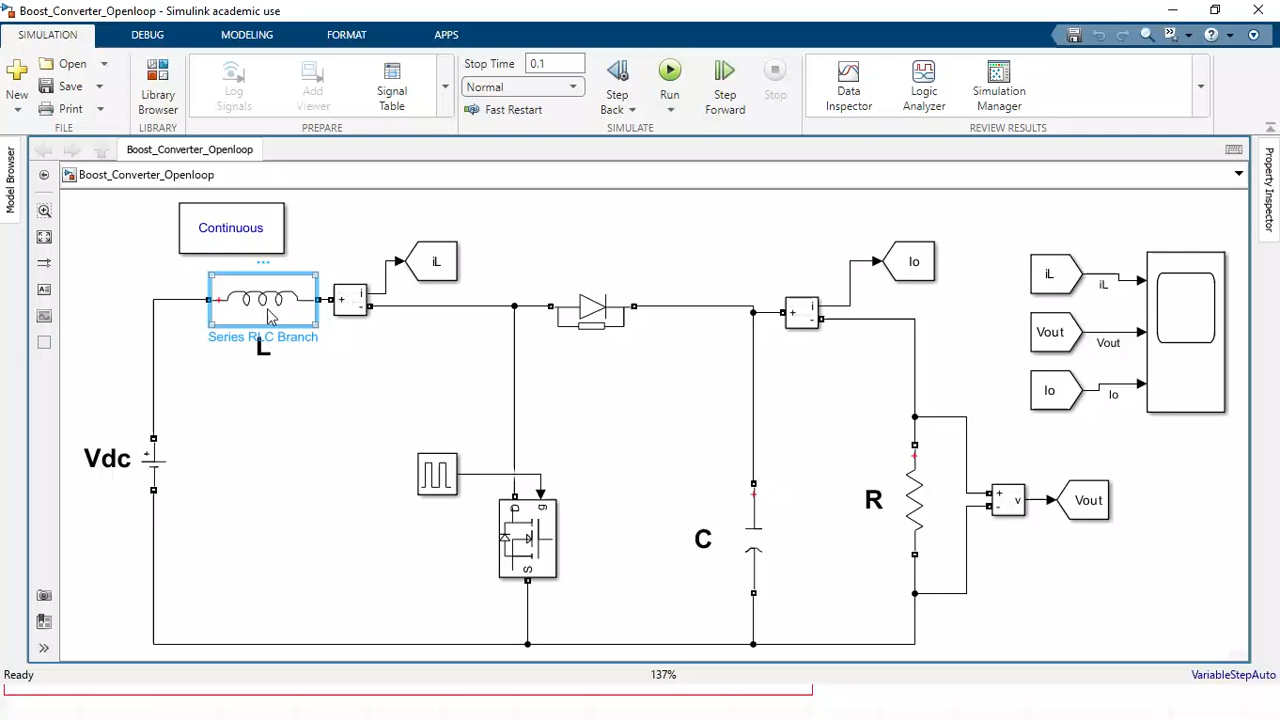 Boost_Converter_Openloop - Simulink academic use
SIMULATION DEBUG MODELING FORMAT APPS
New
Open
Save
Print
FILE
Library Browser
LIBRARY
Log Signals
Add Viewer
Signal Table
PREPARE
Stop Time 0.1
Normal
Fast Restart
Step Back
Run
Step Forward
Stop
SIMULATE
Data Inspector
Logic Analyzer
Simulation Manager
REVIEW RESULTS
Model Browser
Boost_Converter_Openloop
Boost_Converter_Openloop
Property Inspector
Continuous
iL
Io
iL
iL
+ i -
+ i -
Series RLC Branch
L
Vout
Vout
Io
Io
Vdc
+
D g
S
C
R
+ v -
Vout
Ready 137% VariableStepAuto